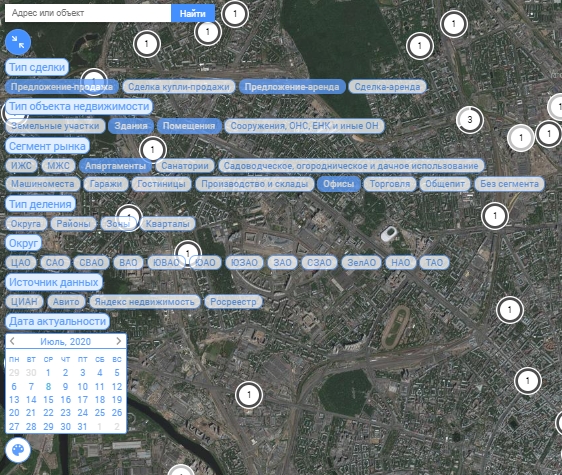 Адрес или объект Найти
1
1
1
1
1
Тип сделки
Предложение-продажа Сделка купли-продажи Предложение-аренда Сделка-аренда
Тип объекта недвижимости
3
Земельные участки Здания Помещения Сооружения, ОНС, ЕНК и иные ОН
1
1
Сегмент рынка
1
ИЖС МЖС Апартаменты Санатории Садоводческое, огородническое и дачное использование
Машиноместа Гаражи Гостиницы Производство и склады Офисы Торговля Общепит Без сегмента
Тип деления
1
Округа Районы Зоны Кварталы
1
Округ
1
ЦАО САО СВАО ВАО ЮВАО ЮАО ЮЗАО ЗАО СЗАО ЗелАО НАО ТАО
Источник данных
ЦИАН Авито Яндекс недвижимость Росреестр
1
Дата актуальности
Июль, 2020
ПН ВТ СР ЧТ ПТ СБ ВС
29 30 1 2 3 4 5
6 7 8 9 10 11 12
13 14 15 16 17 18 19
20 21 22 23 24 25 26
27 28 29 30 31 1 2
1
1